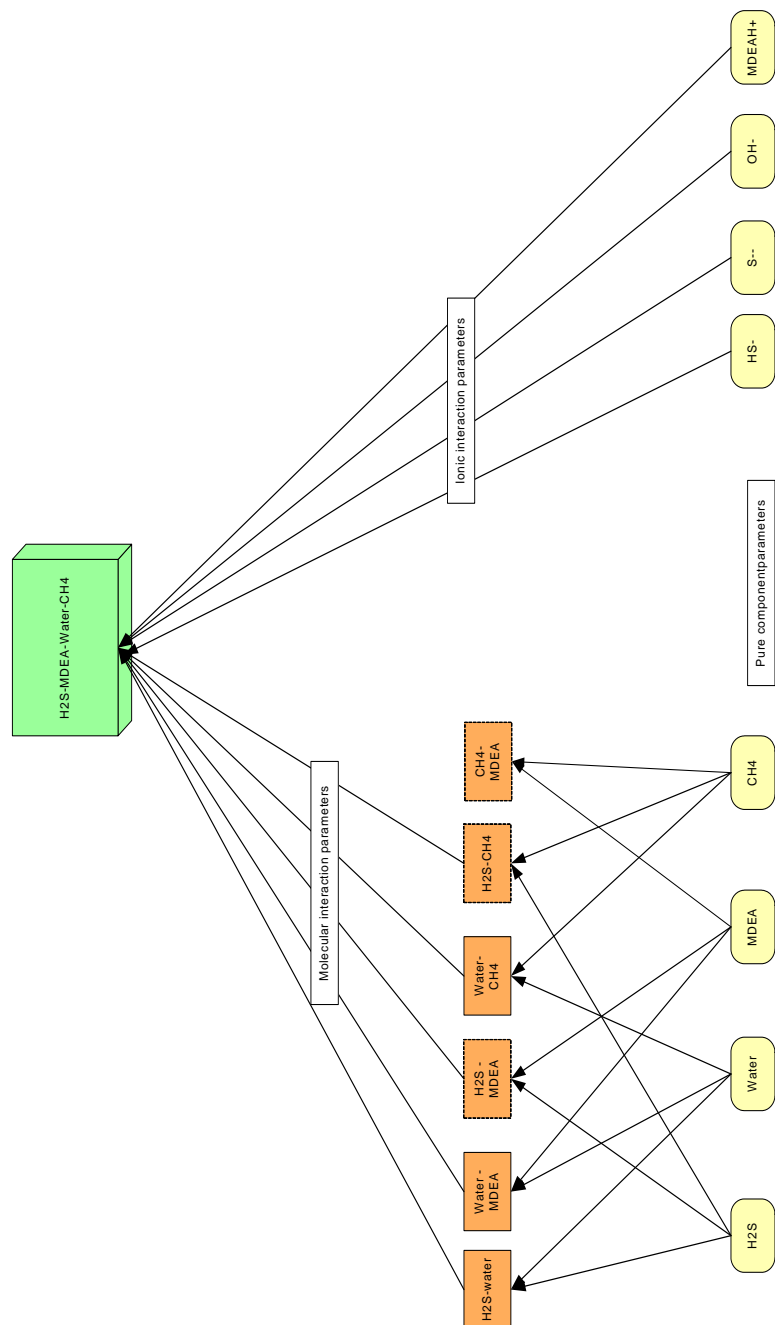 H2S-MDEA-Water-CH4
Molecular interaction parameters
Ionic interaction parameters
H2S-water
Water -
MDEA
H2S -
MDEA
Water-
CH4
H2S-CH4
CH4-
MDEA
H2S
Water
MDEA
CH4
Pure componentparameters
HS-
S--
OH-
MDEAH+